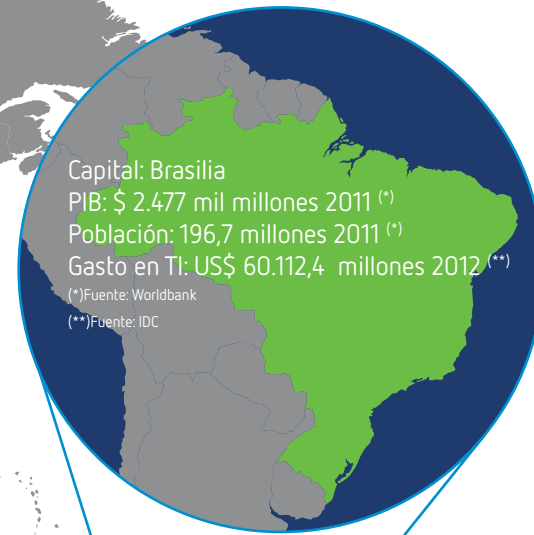 Capital: Brasilia
PIB: $ 2.477 mil millones 2011 (*)
Población: 196,7 millones 2011 (*)
Gasto en TI: US$ 60.112,4 millones 2012 (**)
(*)Fuente: Worldbank
(**)Fuente: IDC